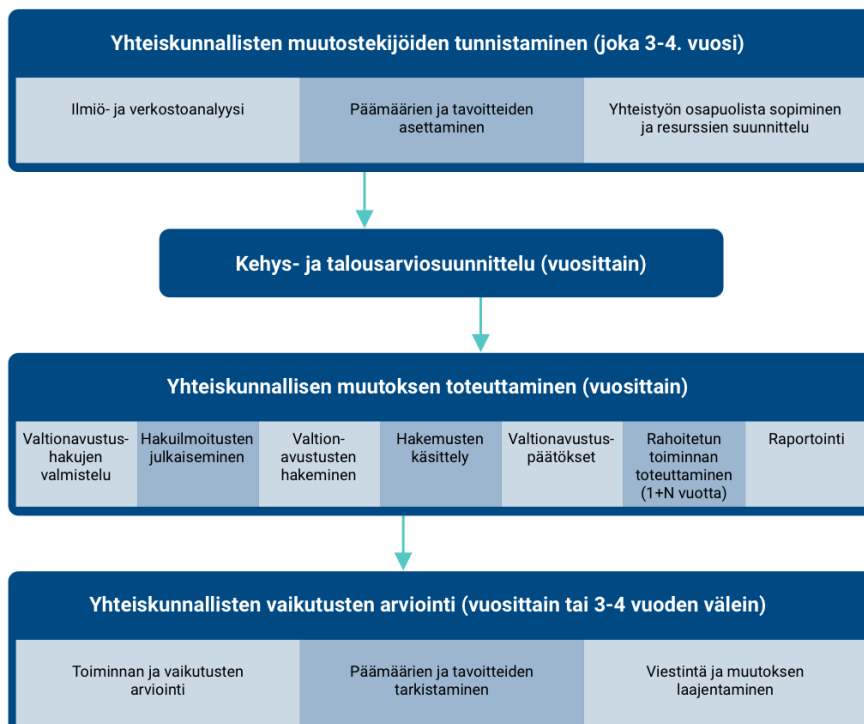 Yhteiskunnallisten muutostekijöiden tunnistaminen (joka 3-4. vuosi)
Ilmiö- ja verkostoanalyysi
Päämäärien ja tavoitteiden
asettaminen
Yhteistyön osapuolista sopiminen
ja resurssien suunnittelu
Kehys- ja talousarviosuunnittelu (vuosittain)
Yhteiskunnallisen muutoksen toteuttaminen (vuosittain)
Valtionavustus-
hakujen
valmistelu
Hakuilmoitusten
julkaiseminen
Valtion-
avustusten
hakeminen
Hakemusten
käsittely
Valtionavustus-
päätökset
Rahoitetun
toiminnan
toteuttaminen
(1+N vuotta)
Raportointi
Yhteiskunnallisten vaikutusten arviointi (vuosittain tai 3-4 vuoden välein)
Toiminnan ja vaikutusten
arviointi
Päämäärien ja tavoitteiden
tarkistaminen
Viestintä ja muutoksen
laajentaminen